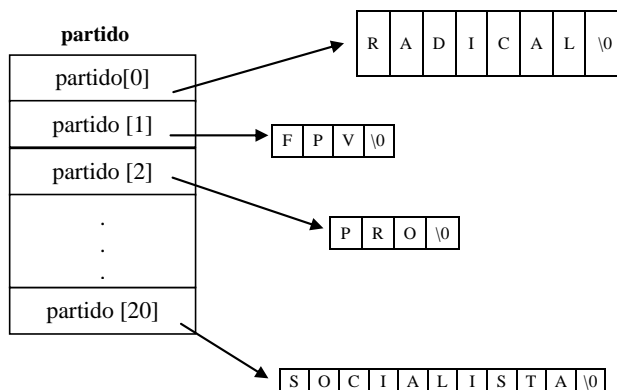 partido
partido[0]
R A D I C A L \0
partido [1]
F P V \0
partido [2]
P R O \0
.
.
.
partido [20]
S O C I A L I S T A \0